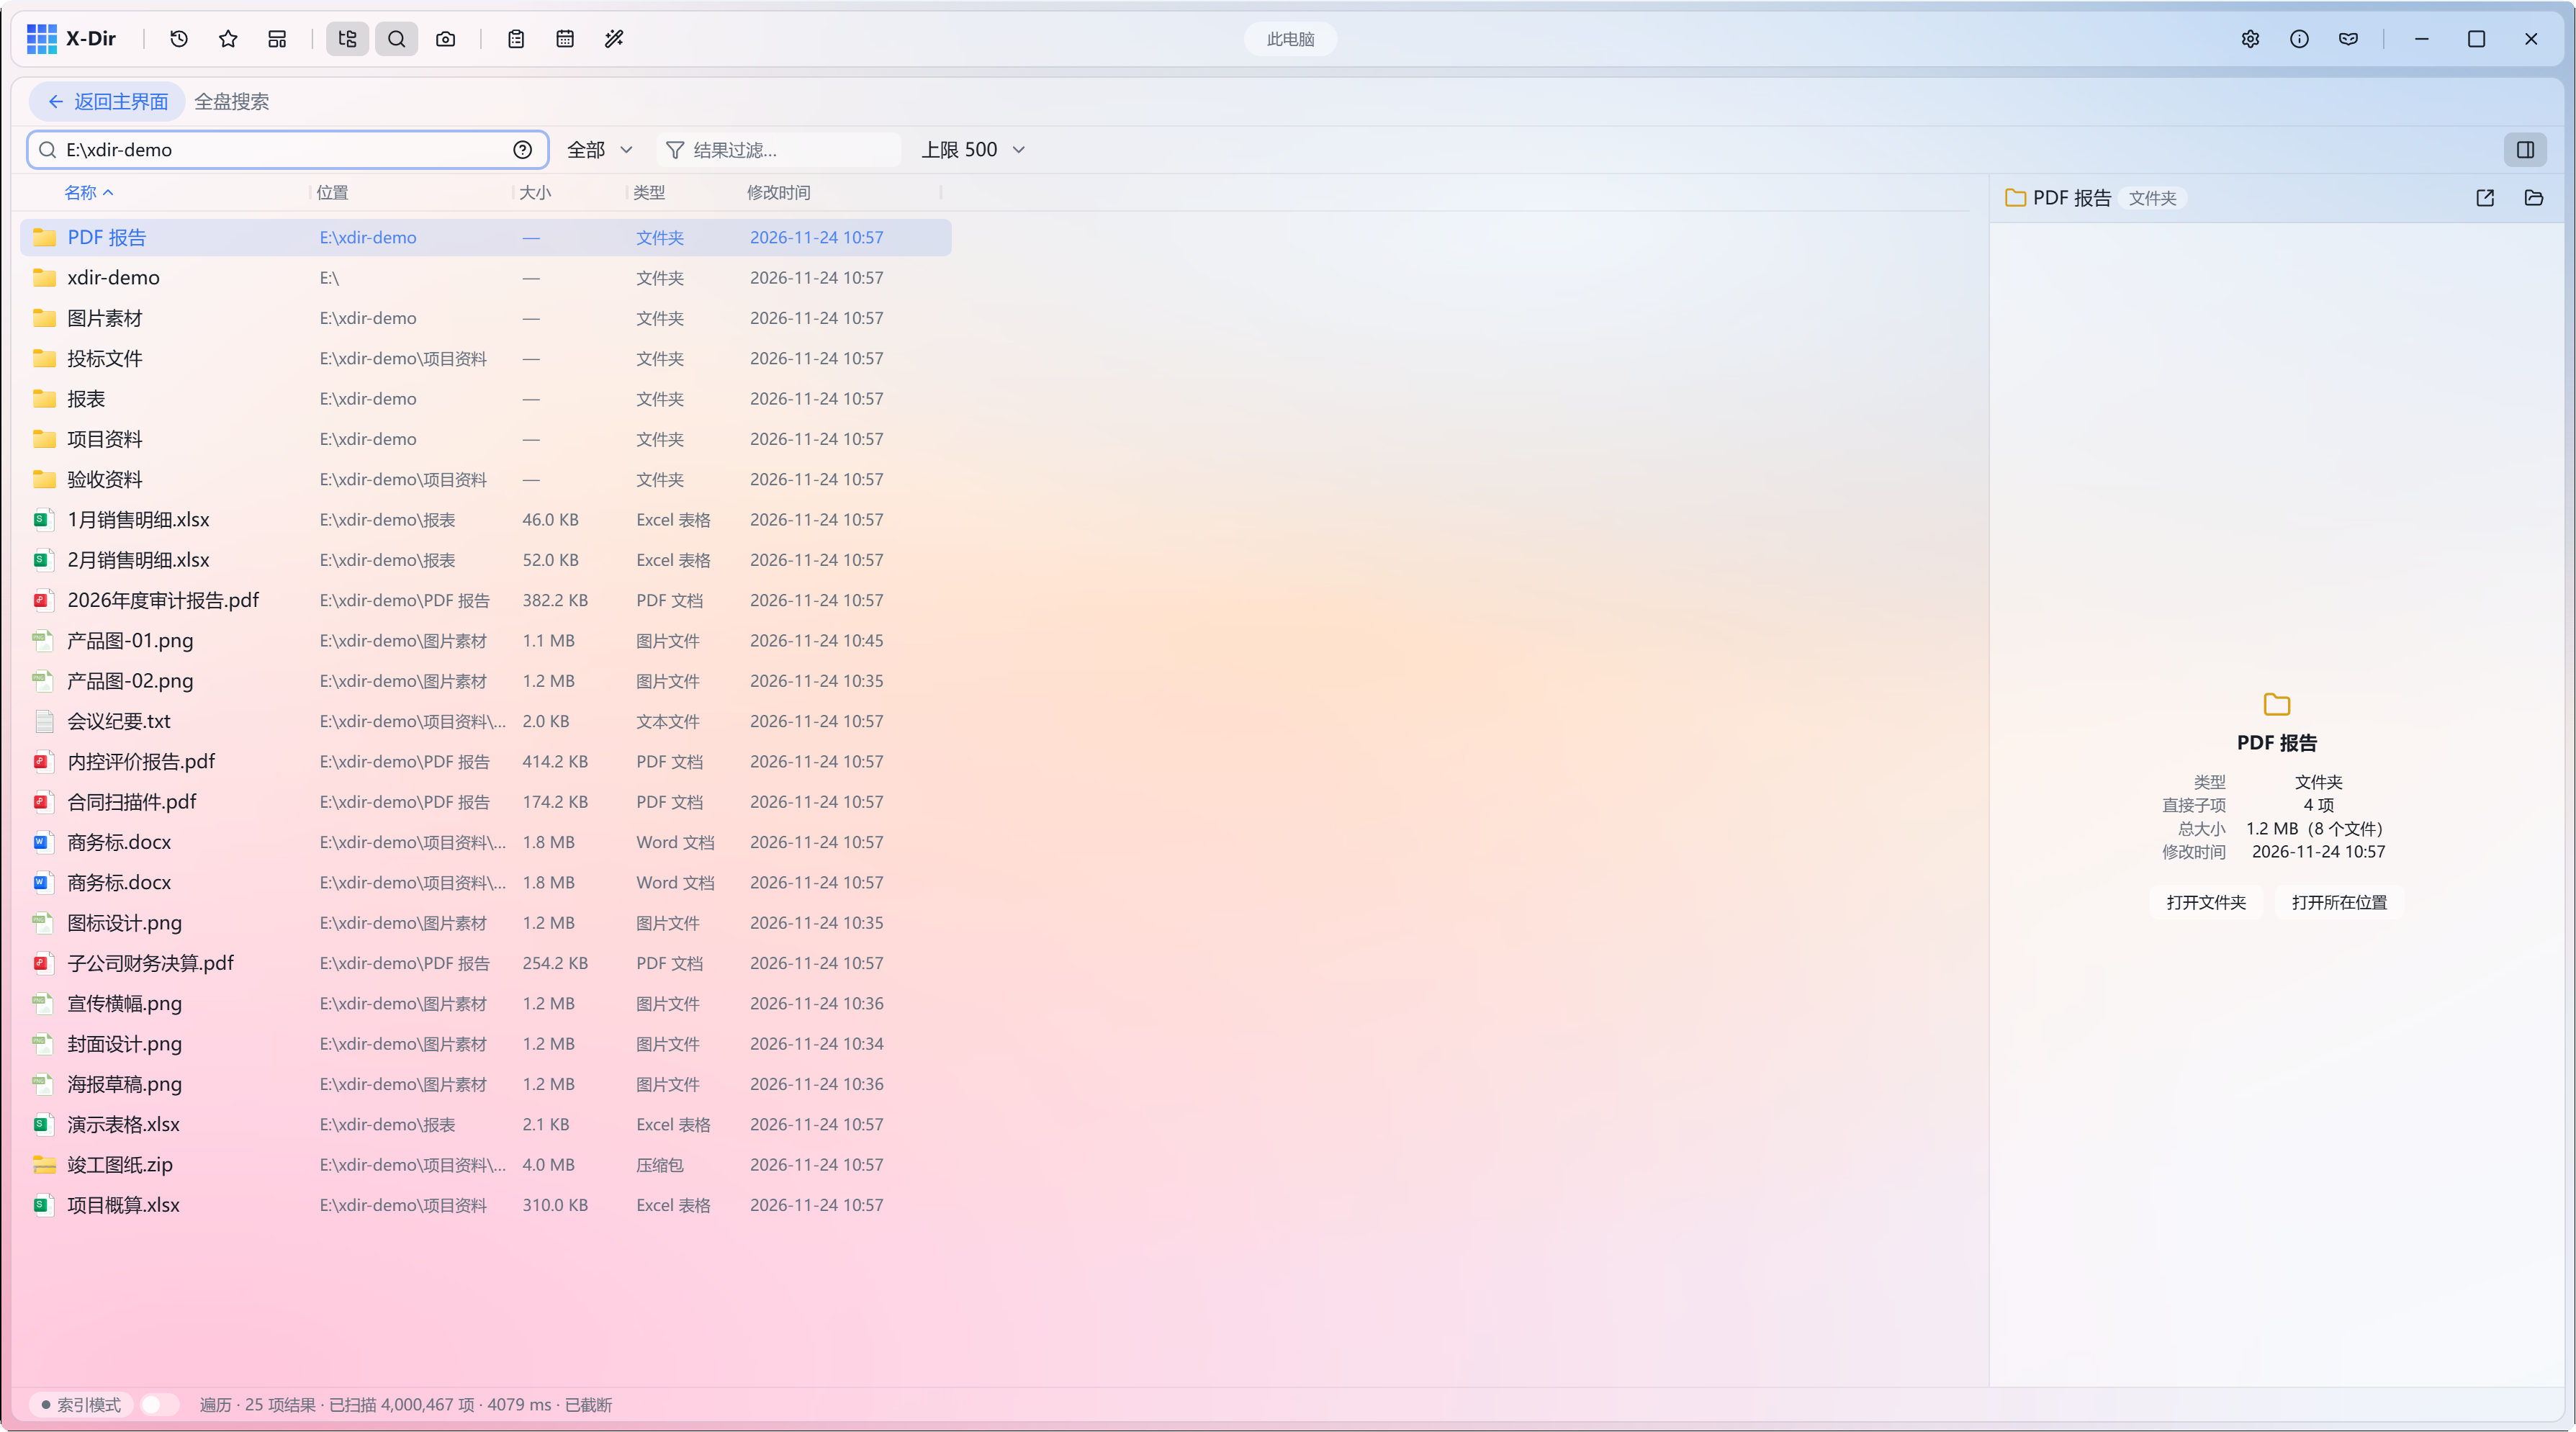 X-Dir
此电脑
返回主界面 全盘搜索
E:\xdir-demo 全部 结果过滤... 上限 500
名称 位置 大小 类型 修改时间
PDF 报告 E:\xdir-demo — 文件夹 2026-11-24 10:57
xdir-demo E:\ — 文件夹 2026-11-24 10:57
图片素材 E:\xdir-demo — 文件夹 2026-11-24 10:57
投标文件 E:\xdir-demo\项目资料 — 文件夹 2026-11-24 10:57
报表 E:\xdir-demo — 文件夹 2026-11-24 10:57
项目资料 E:\xdir-demo — 文件夹 2026-11-24 10:57
验收资料 E:\xdir-demo\项目资料 — 文件夹 2026-11-24 10:57
1月销售明细.xlsx E:\xdir-demo\报表 46.0 KB Excel 表格 2026-11-24 10:57
2月销售明细.xlsx E:\xdir-demo\报表 52.0 KB Excel 表格 2026-11-24 10:57
2026年度审计报告.pdf E:\xdir-demo\PDF 报告 382.2 KB PDF 文档 2026-11-24 10:57
产品图-01.png E:\xdir-demo\图片素材 1.1 MB 图片文件 2026-11-24 10:45
产品图-02.png E:\xdir-demo\图片素材 1.2 MB 图片文件 2026-11-24 10:35
会议纪要.txt E:\xdir-demo\项目资料\... 2.0 KB 文本文件 2026-11-24 10:57
内控评价报告.pdf E:\xdir-demo\PDF 报告 414.2 KB PDF 文档 2026-11-24 10:57
合同扫描件.pdf E:\xdir-demo\PDF 报告 174.2 KB PDF 文档 2026-11-24 10:57
商务标.docx E:\xdir-demo\项目资料\... 1.8 MB Word 文档 2026-11-24 10:57
商务标.docx E:\xdir-demo\项目资料\... 1.8 MB Word 文档 2026-11-24 10:57
图标设计.png E:\xdir-demo\图片素材 1.2 MB 图片文件 2026-11-24 10:35
子公司财务决算.pdf E:\xdir-demo\PDF 报告 254.2 KB PDF 文档 2026-11-24 10:57
宣传横幅.png E:\xdir-demo\图片素材 1.2 MB 图片文件 2026-11-24 10:36
封面设计.png E:\xdir-demo\图片素材 1.2 MB 图片文件 2026-11-24 10:34
海报草稿.png E:\xdir-demo\图片素材 1.2 MB 图片文件 2026-11-24 10:36
演示表格.xlsx E:\xdir-demo\报表 2.1 KB Excel 表格 2026-11-24 10:57
竣工图纸.zip E:\xdir-demo\项目资料\... 4.0 MB 压缩包 2026-11-24 10:57
项目概算.xlsx E:\xdir-demo\项目资料 310.0 KB Excel 表格 2026-11-24 10:57
PDF 报告 文件夹
PDF 报告
类型 文件夹
直接子项 4 项
总大小 1.2 MB（8 个文件）
修改时间 2026-11-24 10:57
打开文件夹 打开所在位置
索引模式 遍历 · 25 项结果 · 已扫描 4,000,467 项 · 4079 ms · 已截断